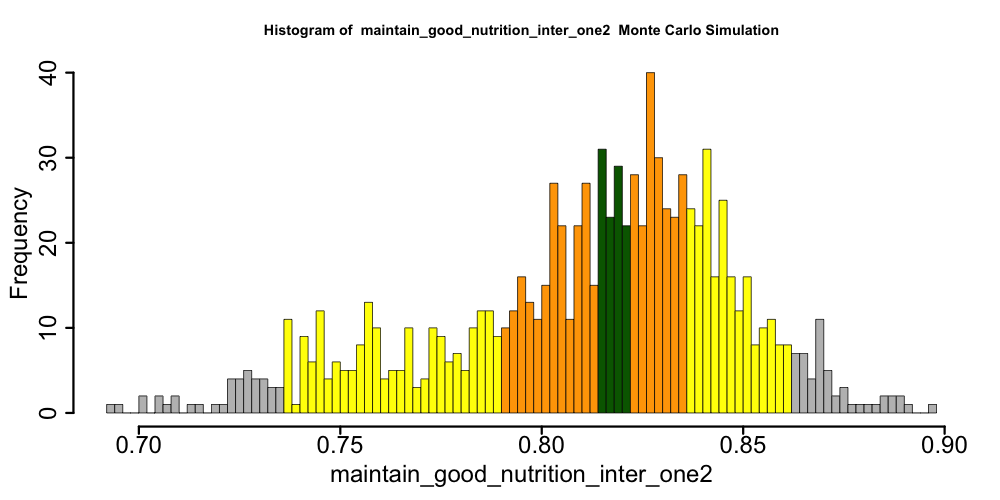 Histogram of maintain_good_nutrition_inter_one2 Monte Carlo Simulation
40
30
20
10
0
Frequency
0.70 0.75 0.80 0.85 0.90
maintain_good_nutrition_inter_one2